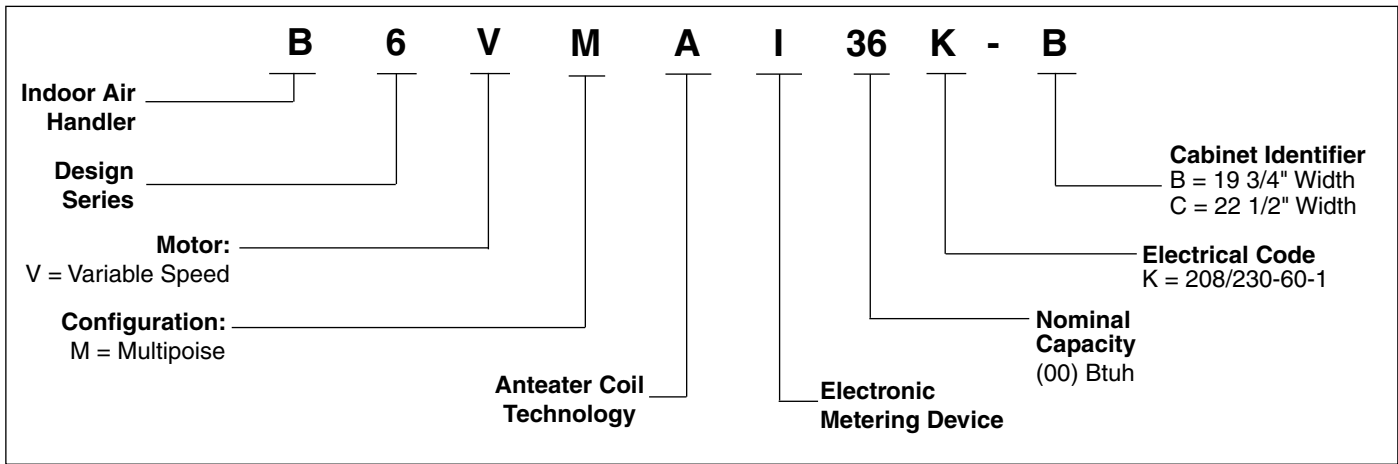 B 6 V M A I 36 K - B
Indoor Air
Handler
Design
Series
Motor:
V = Variable Speed
Configuration:
M = Multipoise
Anteater Coil
Technology
Electronic
Metering Device
Nominal
Capacity
(00) Btuh
Electrical Code
K = 208/230-60-1
Cabinet Identifier
B = 19 3/4" Width
C = 22 1/2" Width